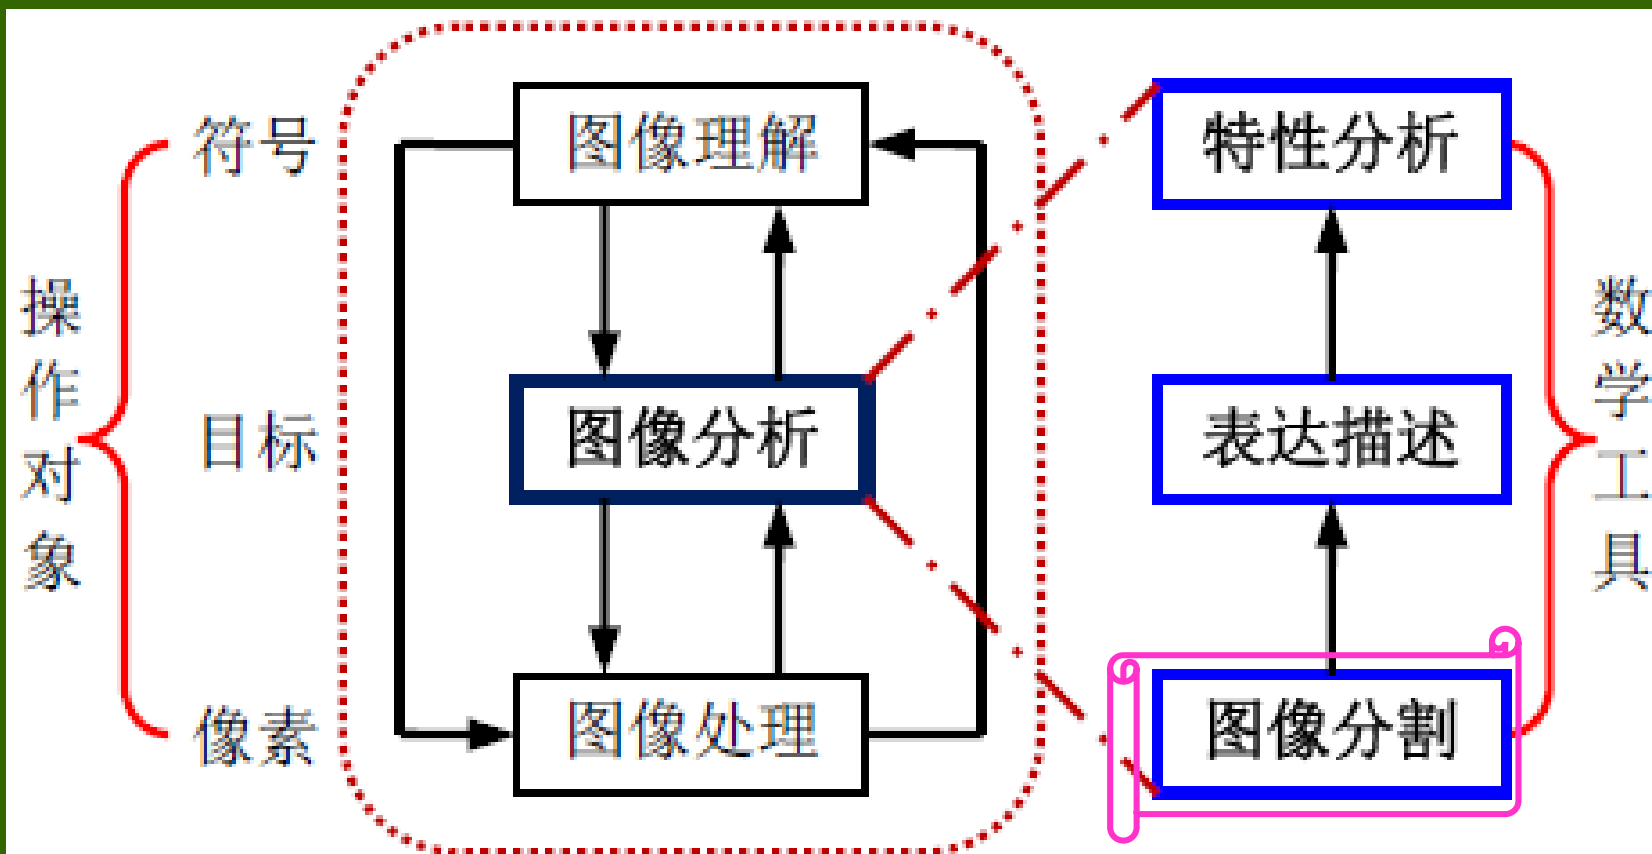 符号
图像理解
特性分析
操作对象
目标
图像分析
表达描述
数学工具
像素
图像处理
图像分割